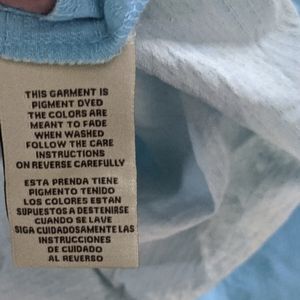 THIS GARMENT IS
PIGMENT DYED
THE COLORS ARE
MEANT TO FADE
WHEN WASHED
FOLLOW THE CARE
INSTRUCTIONS
ON REVERSE CAREFULLY
ESTA PRENDA TIENE
PIGMENTO TENIDO
LOS COLORES ESTAN
SUPUESTOS A DESTENIRSE
CUANDO SE LAVE
SIGA CUIDADOSAMENTE LAS
INSTRUCCIONES
DE CUIDADO
AL REVERSO